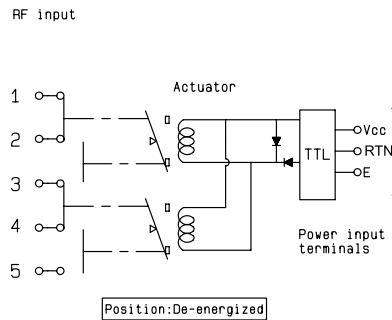 RF input
Actuator
1
2
3
4
5
TTL
Vcc
RTN
E
Power input
terminals
Position:De-energized